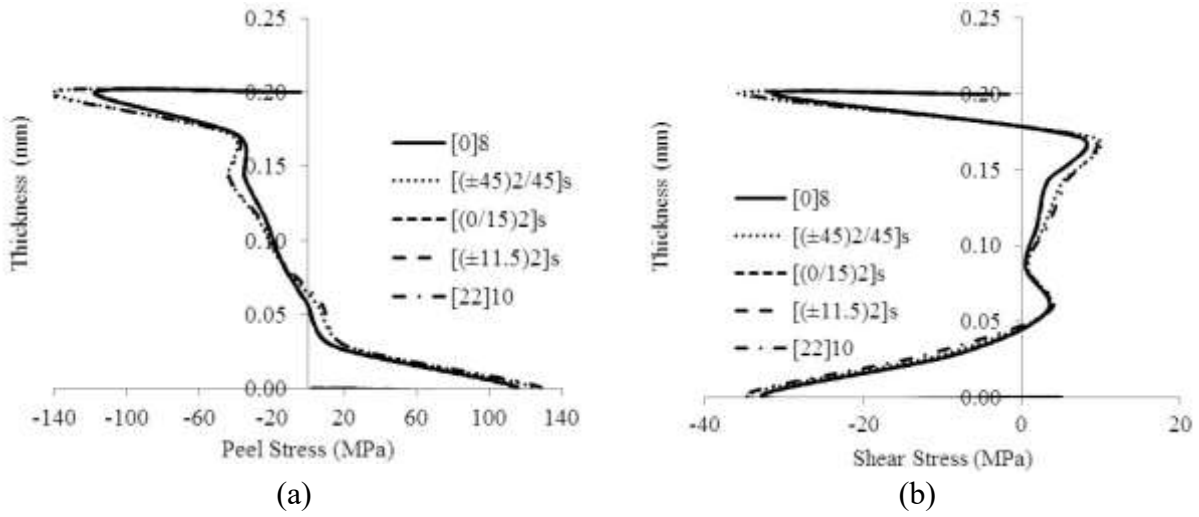 0.25
0.20
0.15
0.10
0.05
0.00
Thickness (mm)
[0]8
[(±45)2/45]s
[(0/15)2]s
[(±11.5)2]s
[22]10
-140 -100 -60 -20 20 60 100 140
Peel Stress (MPa)
(a)
0.25
0.20
0.15
0.10
0.05
0.00
Thickness (mm)
[0]8
[(±45)2/45]s
[(0/15)2]s
[(±11.5)2]s
[22]10
-40 -20 0 20
Shear Stress (MPa)
(b)